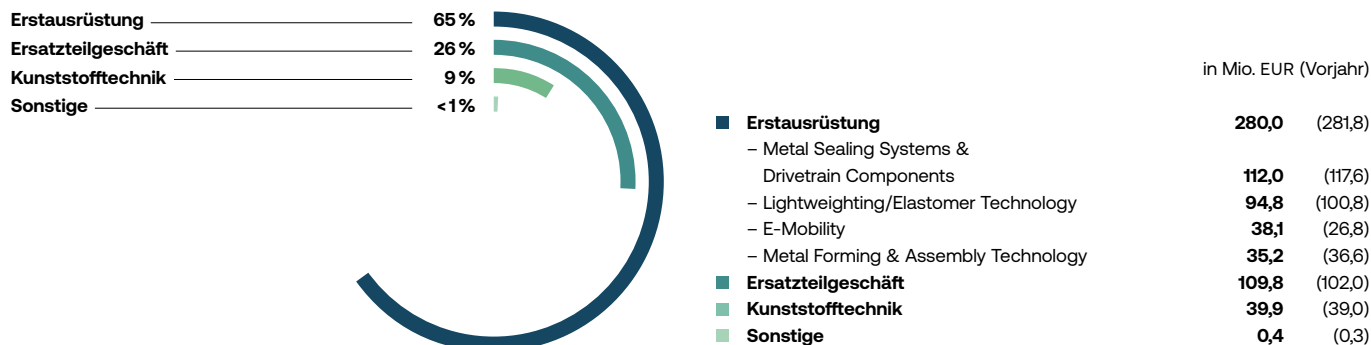 Erstausrüstung 65 %
Ersatzteilgeschäft 26 %
Kunststofftechnik 9 %
Sonstige <1 %
in Mio. EUR (Vorjahr)
Erstausrüstung 280,0 (281,8)
– Metal Sealing Systems &
Drivetrain Components 112,0 (117,6)
– Lightweighting/Elastomer Technology 94,8 (100,8)
– E-Mobility 38,1 (26,8)
– Metal Forming & Assembly Technology 35,2 (36,6)
Ersatzteilgeschäft 109,8 (102,0)
Kunststofftechnik 39,9 (39,0)
Sonstige 0,4 (0,3)